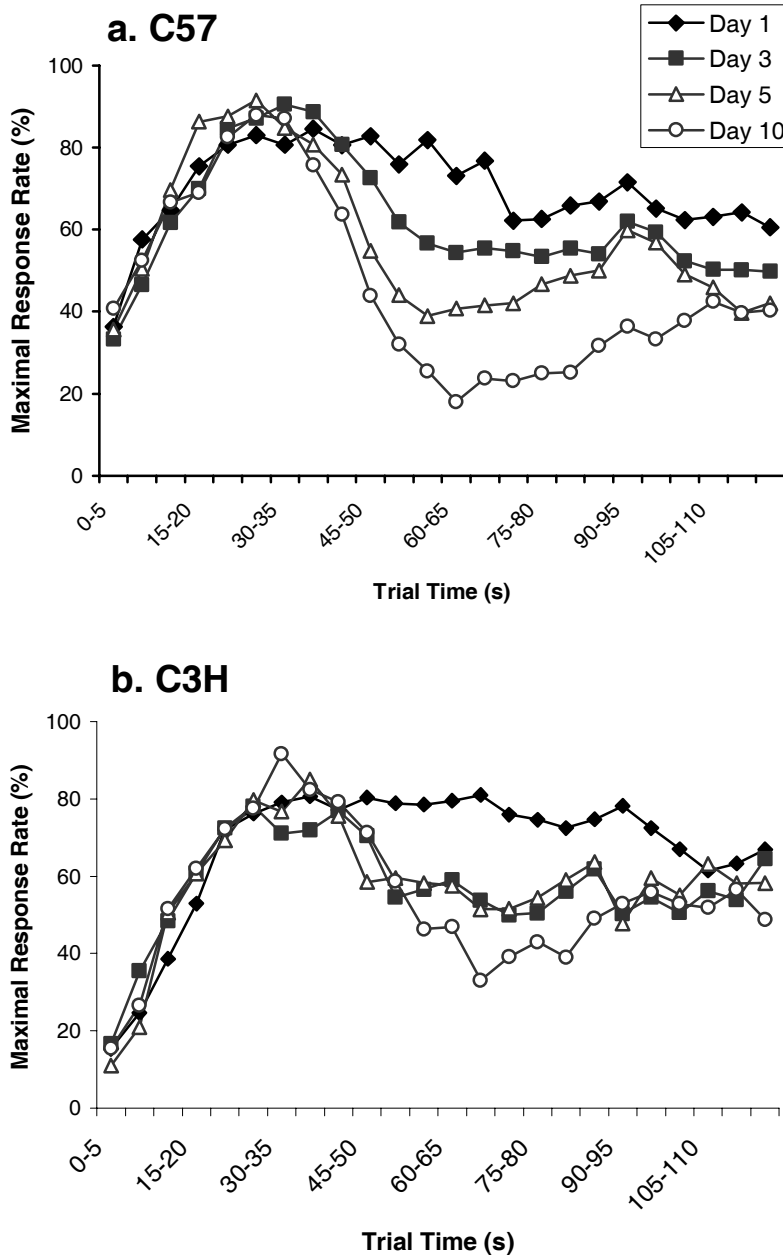 a. C57
Day 1
Day 3
Day 5
Day 10
Maximal Response Rate (%)
100
80
60
40
20
0
0-5
15-20
30-35
45-50
60-65
75-80
90-95
105-110
Trial Time (s)
b. C3H
Maximal Response Rate (%)
100
80
60
40
20
0
0-5
15-20
30-35
45-50
60-65
75-80
90-95
105-110
Trial Time (s)